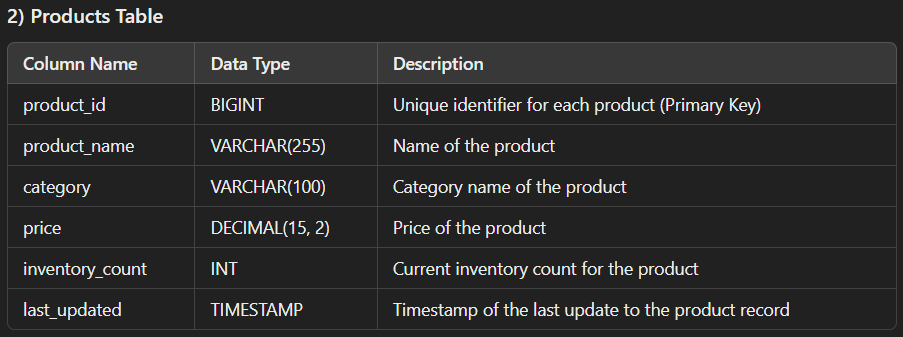 2) Products Table
Column Name Data Type Description
product_id BIGINT Unique identifier for each product (Primary Key)
product_name VARCHAR(255) Name of the product
category VARCHAR(100) Category name of the product
price DECIMAL(15, 2) Price of the product
inventory_count INT Current inventory count for the product
last_updated TIMESTAMP Timestamp of the last update to the product record